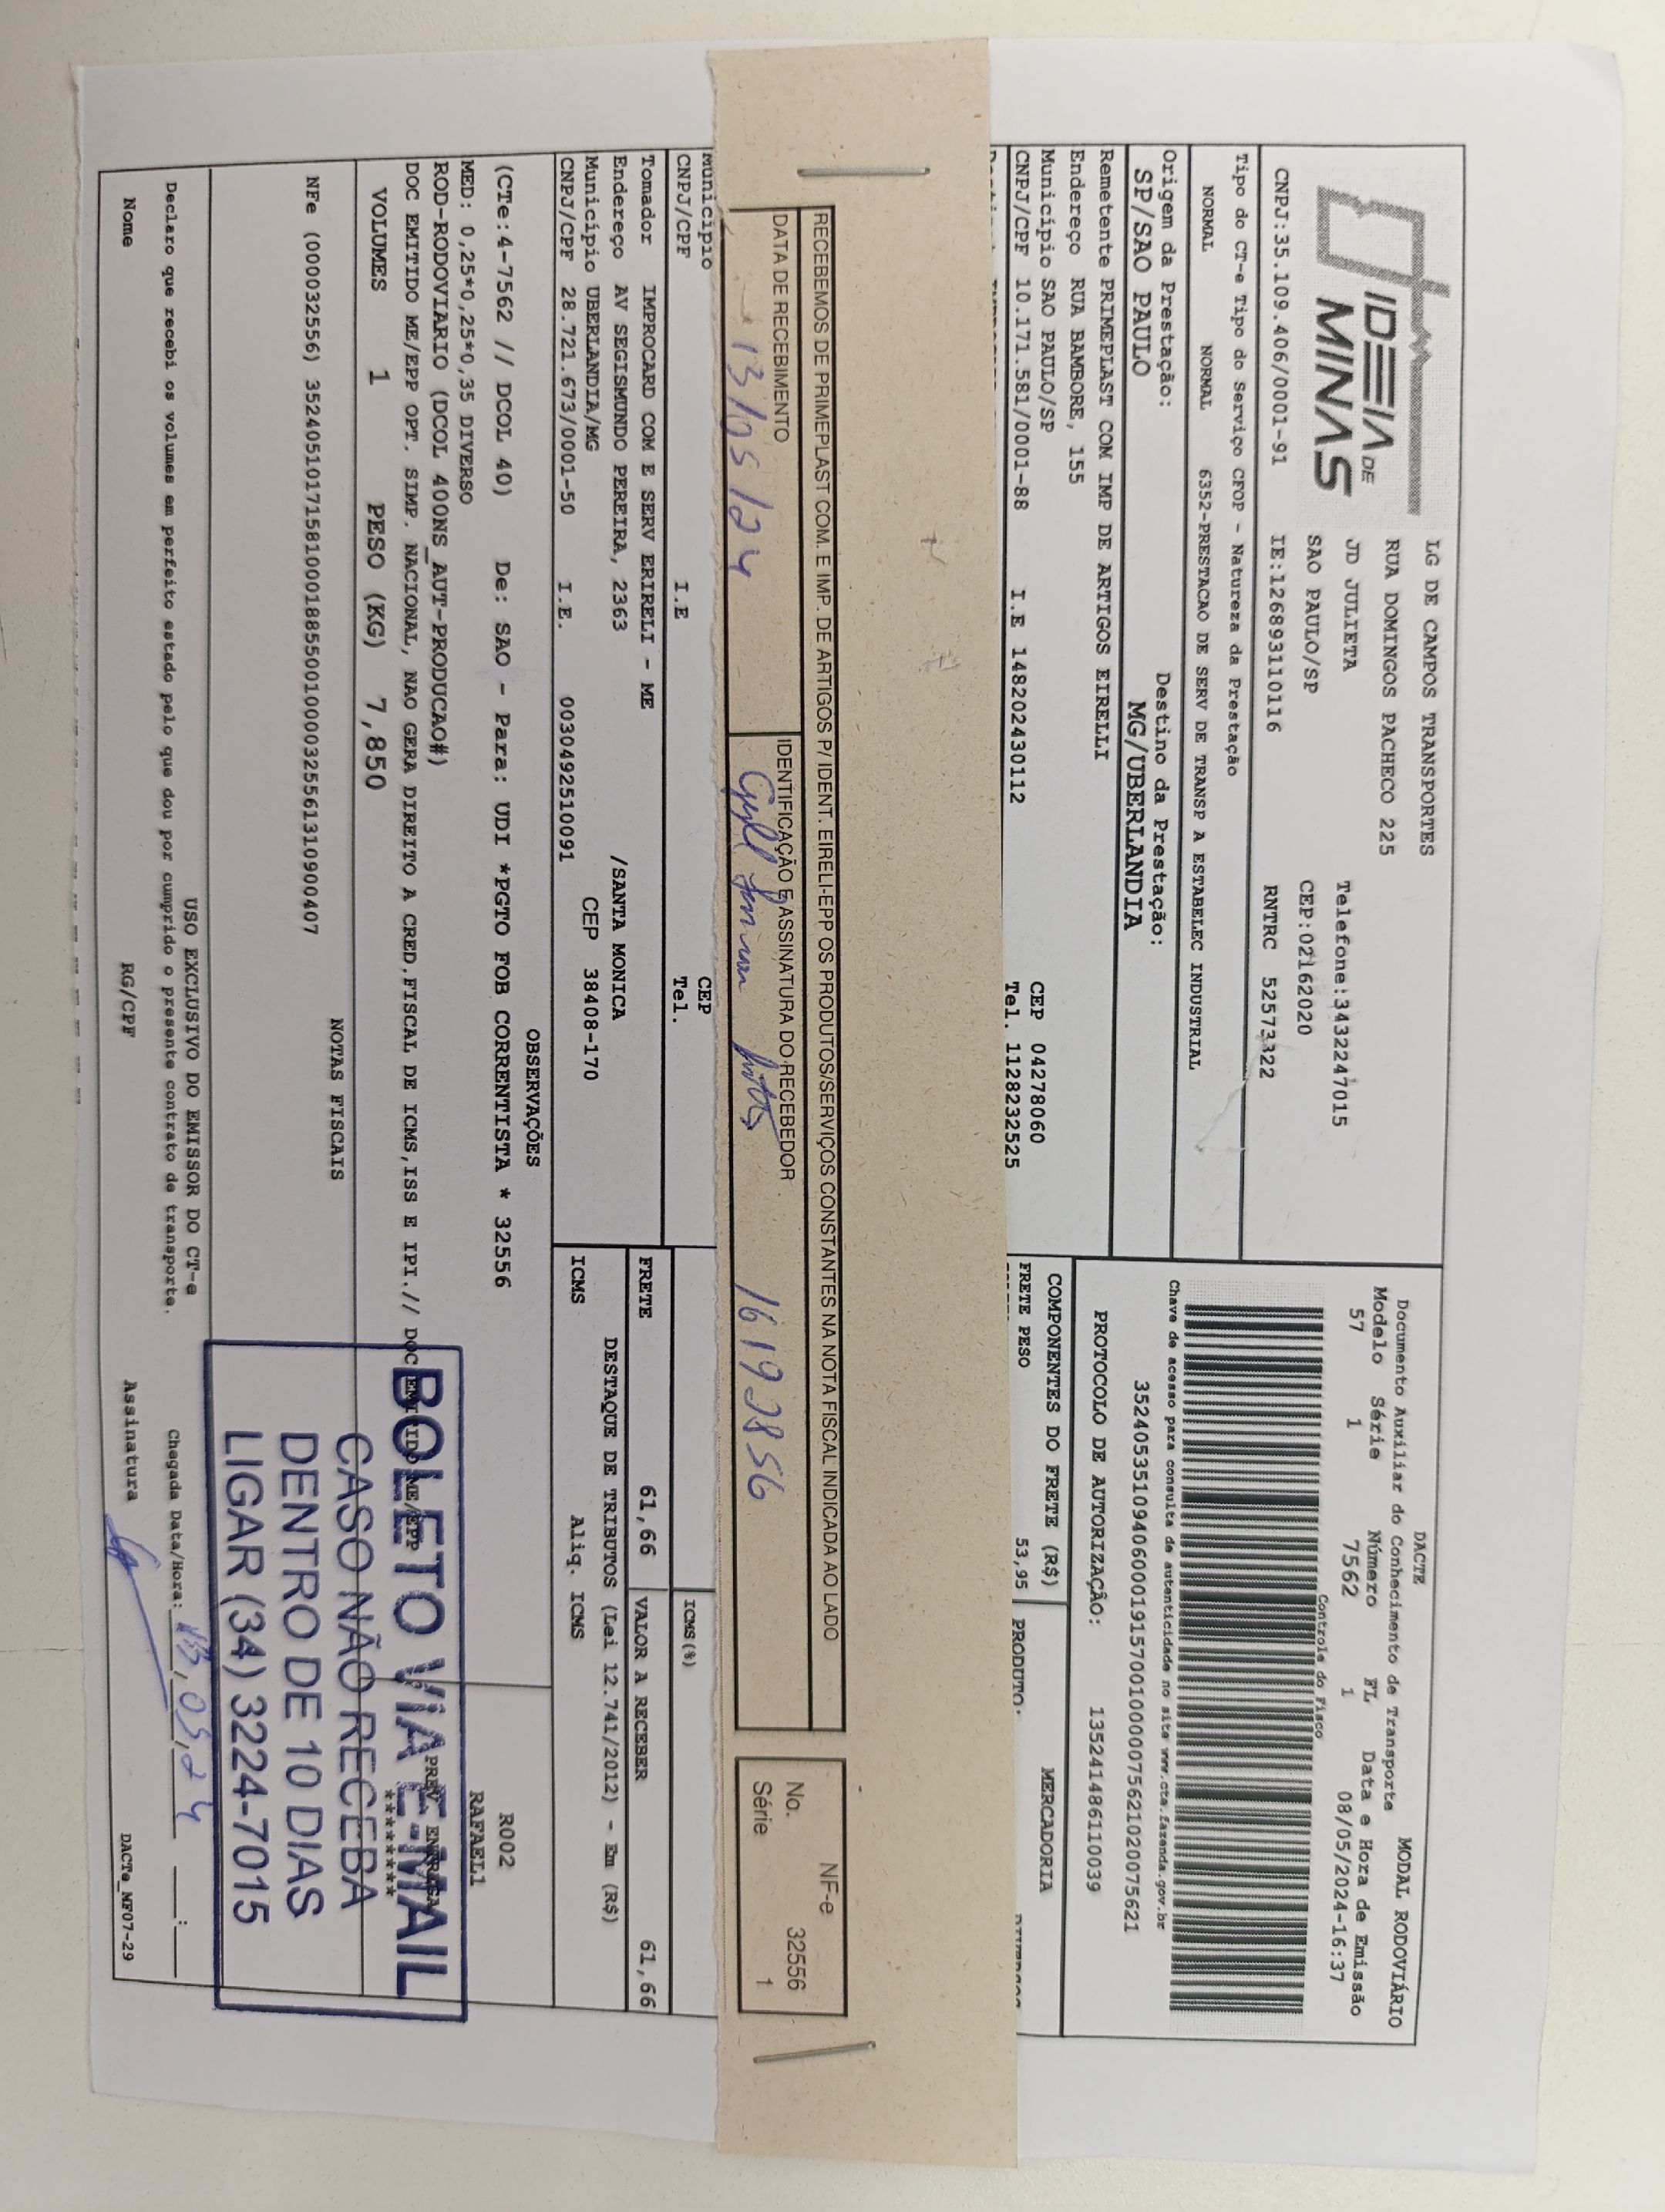 IDEIA DE
MINAS
LG DE CAMPOS TRANSPORTES
RUA DOMINGOS PACHECO 225
JD JULIETA
Telefone:3432247015
SAO PAULO/SP
CEP:02162020
CNPJ:35.109.406/0001-91
IE:126893110116
RNTRC 52573322
Tipo do CT-e Tipo do Serviço CFOP - Natureza da Prestação
NORMAL NORMAL 6352-PRESTACAO DE SERV DE TRANSP A ESTABELEC INDUSTRIAL
Origem da Prestação:
SP/SAO PAULO
Destino da Prestação:
MG/UBERLANDIA
Remetente PRIMEPLAST COM IMP DE ARTIGOS EIRELLI
Endereço RUA BAMBORE, 155
Município SAO PAULO/SP
CEP 04278060
CNPJ/CPF 10.171.581/0001-88
I.E 148202430112
Tel. 1128232525
DACTE
Documento Auxiliar do Conhecimento de Transporte
MODAL RODOVIÁRIO
Modelo Série Número FL Data e Hora de Emissão
57 1 7562 1 08/05/2024-16:37
Controle do Fisco
Chave de acesso para consulta de autenticidade no site www.cte.fazenda.gov.br
35240535109406000191570010000075621020075621
PROTOCOLO DE AUTORIZAÇÃO: 135241486110039
COMPONENTES DO FRETE (R$) MERCADORIA
FRETE PESO 53,95 PRODUTO.
RECEBEMOS DE PRIMEPLAST COM. E IMP. DE ARTIGOS P/ IDENT. EIRELI-EPP OS PRODUTOS/SERVIÇOS CONSTANTES NA NOTA FISCAL INDICADA AO LADO
DATA DE RECEBIMENTO
13/05/24
IDENTIFICAÇÃO E ASSINATURA DO RECEBEDOR
16192856
NF-e
No. 32556
Série 1
Município CEP
CNPJ/CPF I.E Tel.
ICMS(%)
Tomador IMPROCARD COM E SERV ERIRELI - ME
Endereço AV SEGISMUNDO PEREIRA, 2363 /SANTA MONICA
Município UBERLANDIA/MG CEP 38408-170
CNPJ/CPF 28.721.673/0001-50 I.E. 0030492510091
FRETE 61,66 VALOR A RECEBER 61,66
DESTAQUE DE TRIBUTOS (Lei 12.741/2012) - Em (R$)
ICMS Aliq. ICMS
OBSERVAÇÕES
(CTe:4-7562 // DCOL 40) De: SAO - Para: UDI *PGTO FOB CORRENTISTA * 32556
MED: 0,25*0,25*0,35 DIVERSO
ROD-RODOVIARIO (DCOL 40ONS_AUT-PRODUCAO#)
DOC EMITIDO ME/EPP OPT. SIMP. NACIONAL, NAO GERA DIREITO A CRED.FISCAL DE ICMS,ISS E IPI.// DOC EMITIDO ME/EPP
R002
RAFAEL1
PREV ENTREGA
********
VOLUMES 1 PESO (KG) 7,850
NOTAS FISCAIS
NFe (000032556) 35240510171581000188550010000325561310900407
BOLETO VIA E-MAIL
CASO NÃO RECEBA
DENTRO DE 10 DIAS
LIGAR (34) 3224-7015
USO EXCLUSIVO DO EMISSOR DO CT-e
Declaro que recebi os volumes em perfeito estado pelo que dou por cumprido o presente contrato de transporte.
Chegada Data/Hora: 13,05,24 :
Nome RG/CPF Assinatura
DACTe_MF07-29